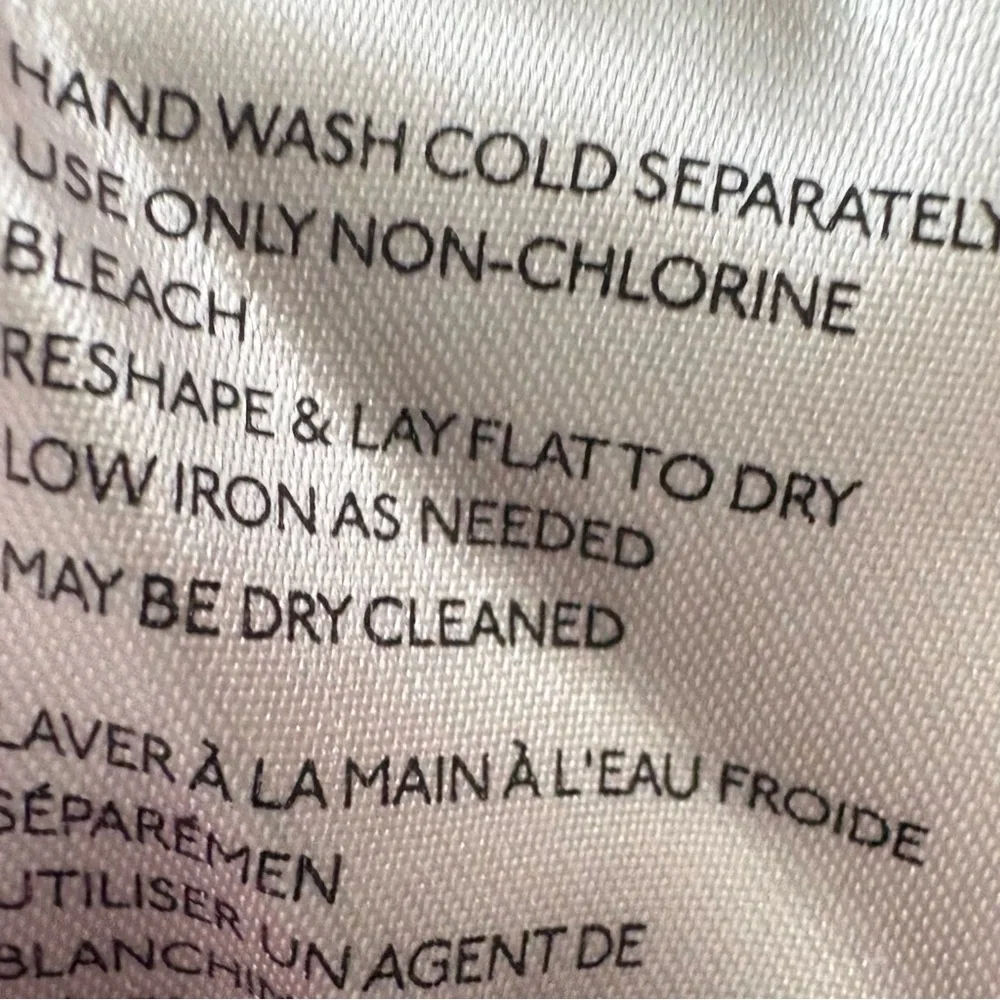 HAND WASH COLD SEPARATELY
USE ONLY NON-CHLORINE
BLEACH
RESHAPE & LAY FLAT TO DRY
LOW IRON AS NEEDED
MAY BE DRY CLEANED
LAVER À LA MAIN À L'EAU FROIDE
SÉPARÉMEN
UTILISER UN AGENT DE